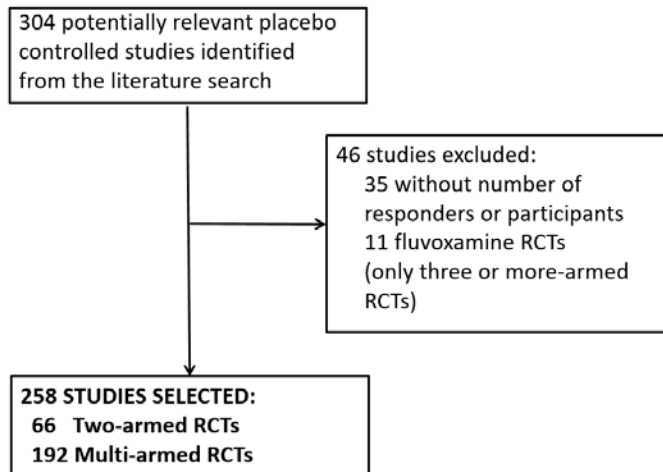 304 potentially relevant placebo
controlled studies identified
from the literature search
46 studies excluded:
35 without number of
responders or participants
11 fluvoxamine RCTs
(only three or more-armed
RCTs)
258 STUDIES SELECTED:
66 Two-armed RCTs
192 Multi-armed RCTs